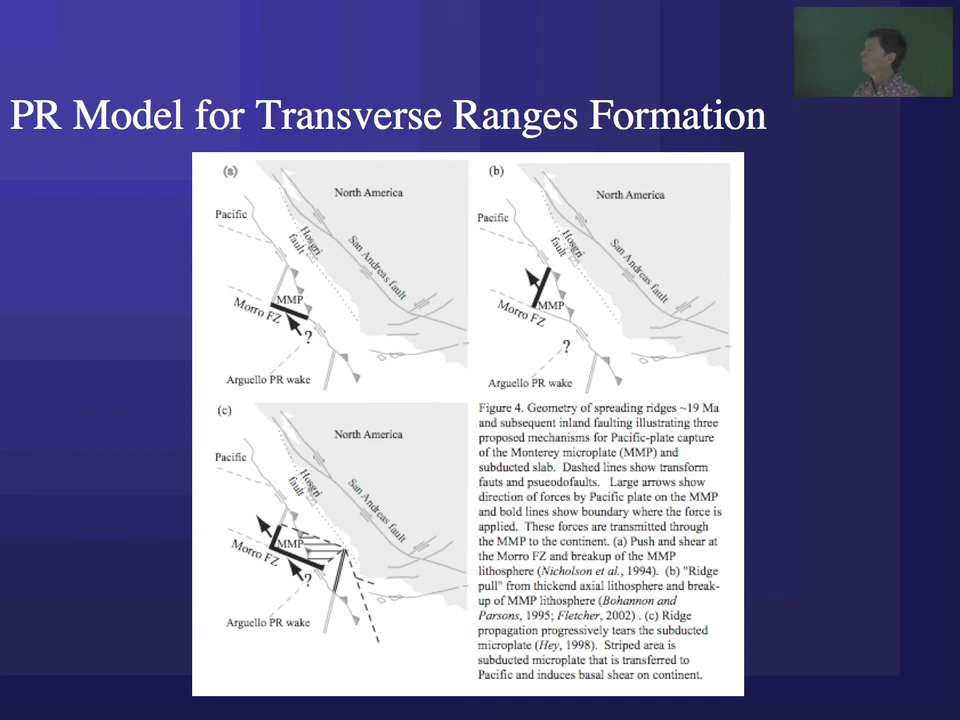 PR Model for Transverse Ranges Formation
(a)
North America
Pacific
Hosgri
fault
San Andreas fault
MMP
Morro FZ
?
Arguello PR wake
(b)
North America
Pacific
Hosgri
fault
San Andreas fault
MMP
Morro FZ
?
Arguello PR wake
(c)
North America
Pacific
Hosgri
fault
San Andreas fault
MMP
Morro FZ
?
Arguello PR wake
Figure 4. Geometry of spreading ridges ~19 Ma
and subsequent inland faulting illustrating three
proposed mechanisms for Pacific-plate capture
of the Monterey microplate (MMP) and
subducted slab. Dashed lines show transform
fauts and psueodofaults. Large arrows show
direction of forces by Pacific plate on the MMP
and bold lines show boundary where the force is
applied. These forces are transmitted through
the MMP to the continent. (a) Push and shear at
the Morro FZ and breakup of the MMP
lithosphere (Nicholson et al., 1994). (b) "Ridge
pull" from thickend axial lithosphere and break-
up of MMP lithosphere (Bohannon and
Parsons, 1995; Fletcher, 2002) . (c) Ridge
propagation progressively tears the subducted
microplate (Hey, 1998). Striped area is
subducted microplate that is transferred to
Pacific and induces basal shear on continent.